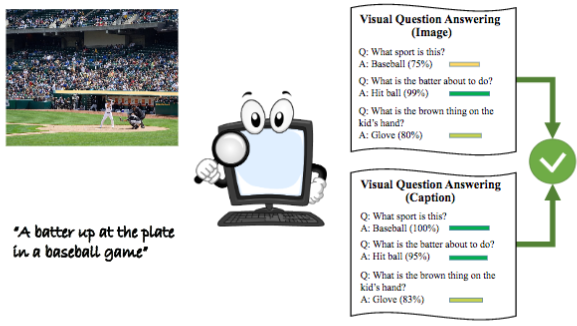 Visual Question Answering
(Image)
Q: What sport is this?
A: Baseball (75%)
Q: What is the batter about to do?
A: Hit ball (99%)
Q: What is the brown thing on the
kid's hand?
A: Glove (80%)
"A batter up at the plate
in a baseball game"
Visual Question Answering
(Caption)
Q: What sport is this?
A: Baseball (100%)
Q: What is the batter about to do?
A: Hit ball (95%)
Q: What is the brown thing on the
kid's hand?
A: Glove (83%)